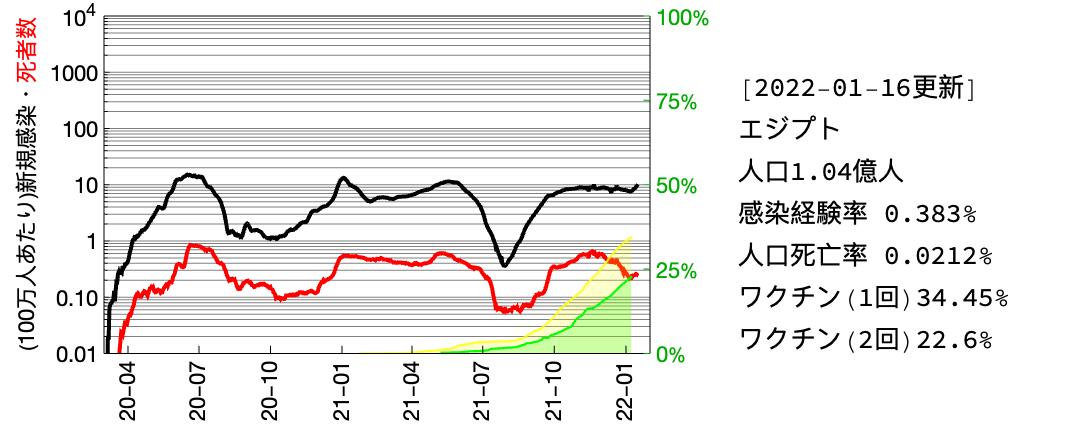 (100万人あたり)新規感染・死者数
10^4
1000
100
10
1
0.10
0.01
100%
75%
50%
25%
0%
20-04
20-07
20-10
21-01
21-04
21-07
21-10
22-01
[2022-01-16更新]
エジプト
人口1.04億人
感染経験率 0.383%
人口死亡率 0.0212%
ワクチン(1回)34.45%
ワクチン(2回)22.6%